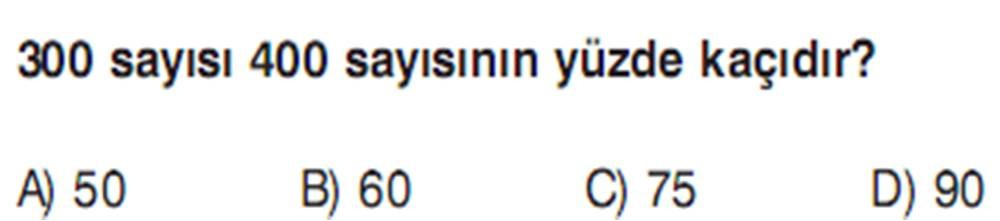 300 sayısı 400 sayısının yüzde kaçıdır?
A) 50 B) 60 C) 75 D) 90